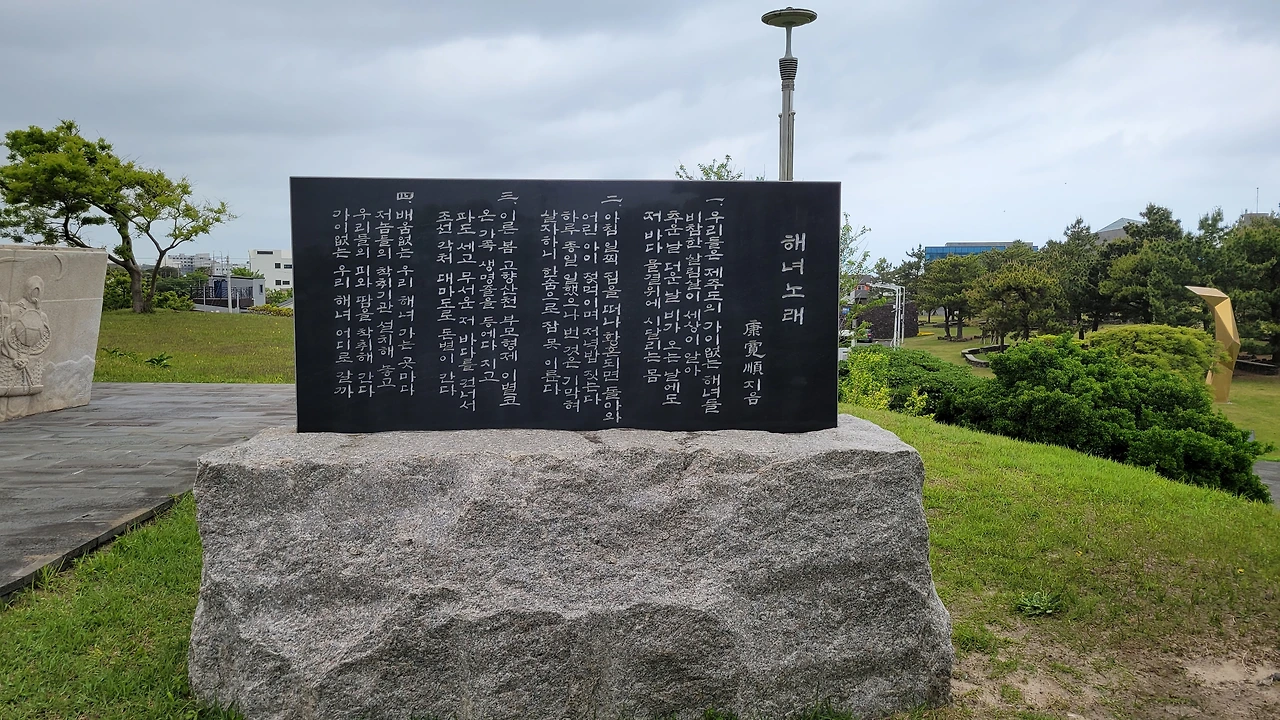 해녀노래
康寬順 지음
一, 우리들은 제주도의 가이없는 해녀들
비참한 살림살이 세상이 알아
추운 날 더운 날 비가 오는 날에도
저 바다 물결위에 시달리는 몸
二, 아침 일찍 집을 떠나 황혼되면 돌아와
어린아이 젖먹이며 저녁밥 짓는다
하루종일 일했으나 번 것은 기막혀
살자하니 한숨으로 잠 못 이룬다
三, 이른 봄 고향산천 부모형제 이별코
온 가족 생명줄을 등에다 지고
파도 세고 무서운 저 바다를 건너서
조선 각처 대마도로 돈벌이 간다
四, 배움없는 우리 해녀 가는 곳마다
저놈들의 착취기관 설치해 놓고
우리들의 피와 땀을 착취해 간다
가이없는 우리 해녀 어디로 갈까